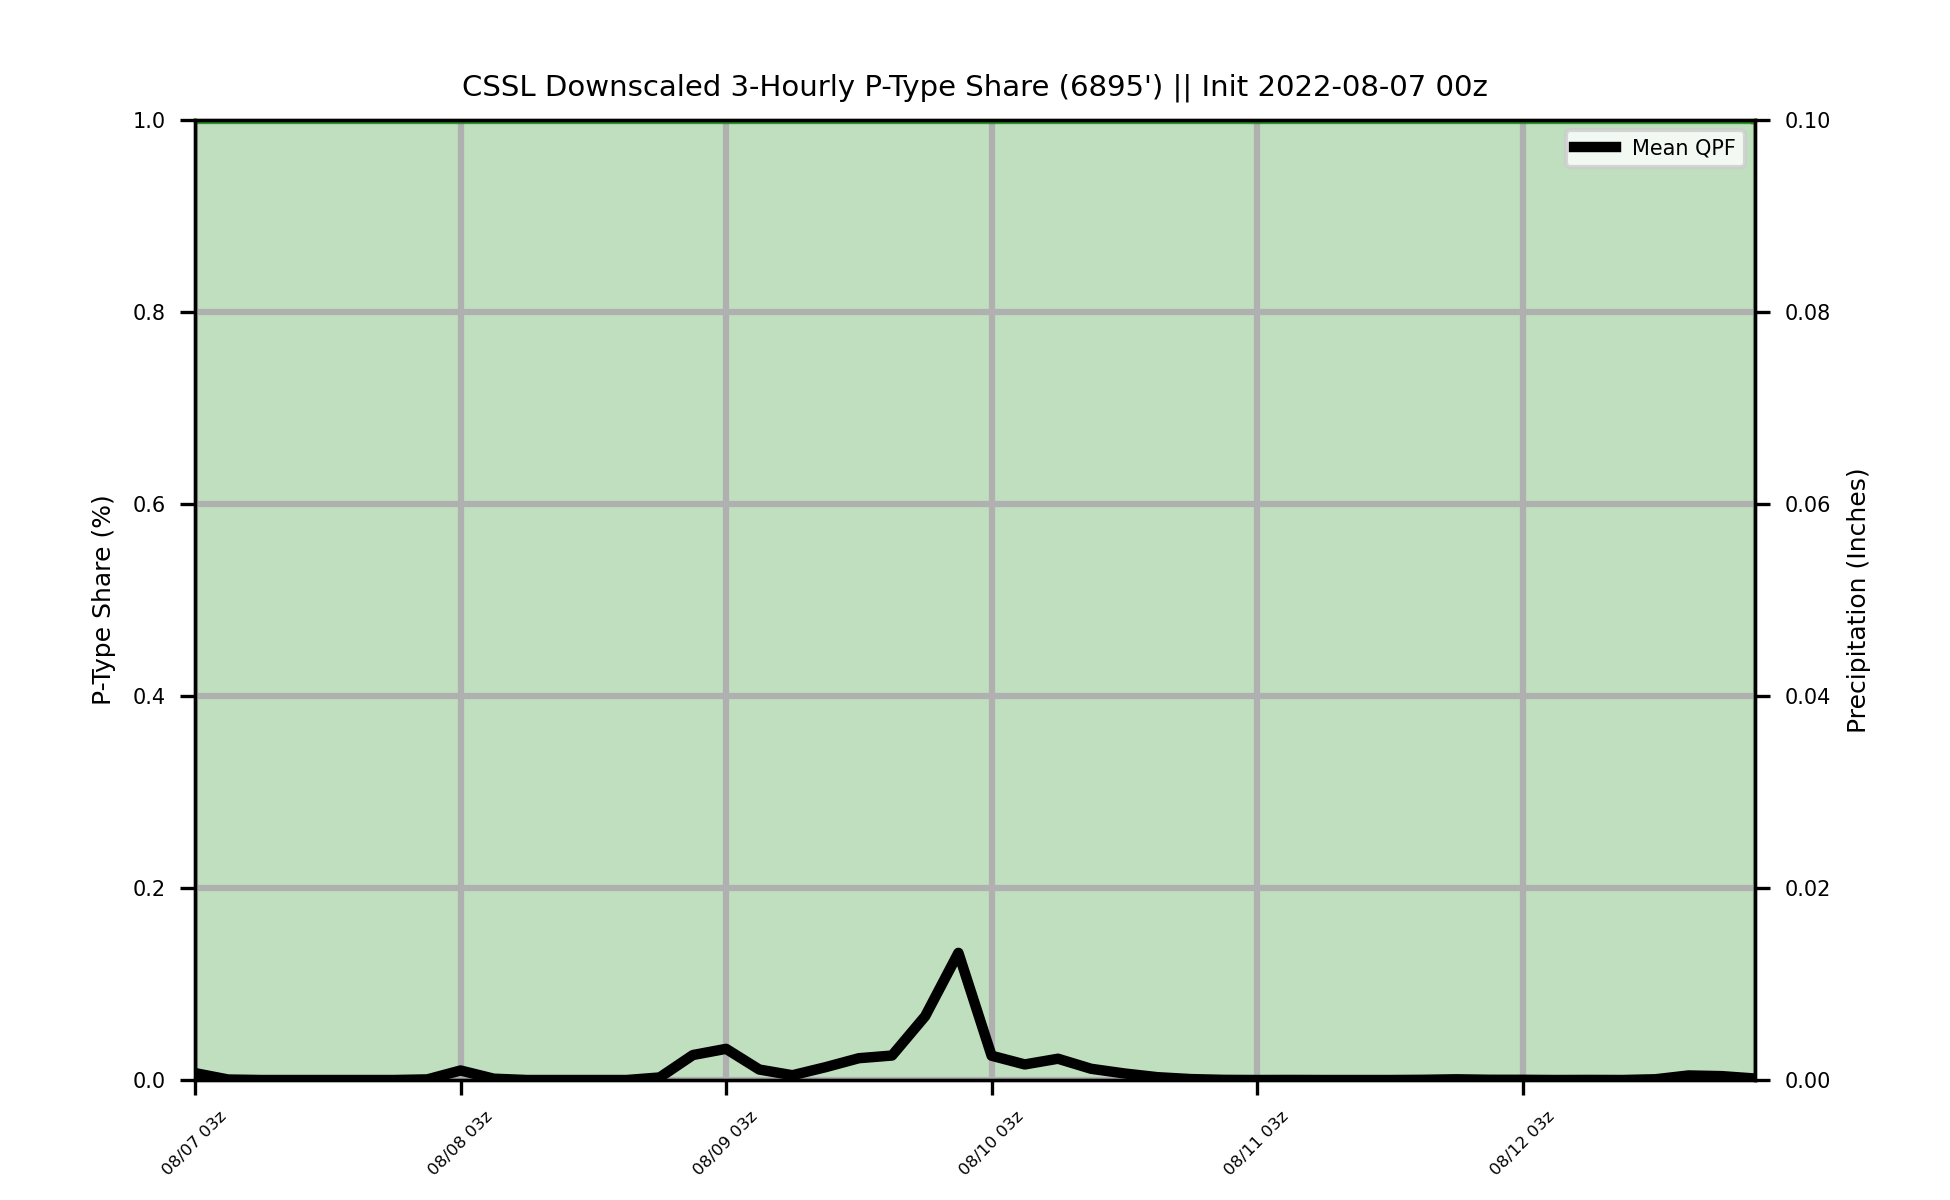 CSSL Downscaled 3-Hourly P-Type Share (6895') || Init 2022-08-07 00z
1.0
0.8
0.6
0.4
0.2
0.0
P-Type Share (%)
Mean QPF
0.10
0.08
0.06
0.04
0.02
0.00
Precipitation (Inches)
08/07 03z
08/08 03z
08/09 03z
08/10 03z
08/11 03z
08/12 03z